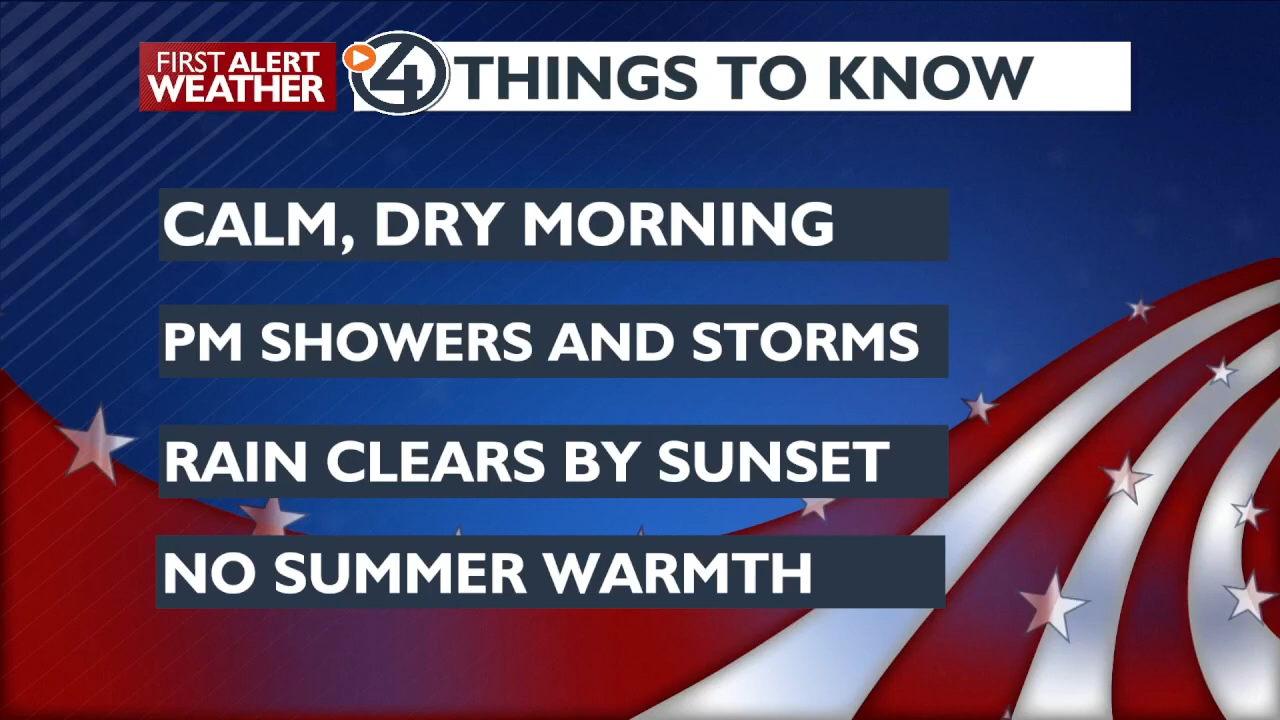 FIRST ALERT
WEATHER
4 THINGS TO KNOW
CALM, DRY MORNING
PM SHOWERS AND STORMS
RAIN CLEARS BY SUNSET
NO SUMMER WARMTH